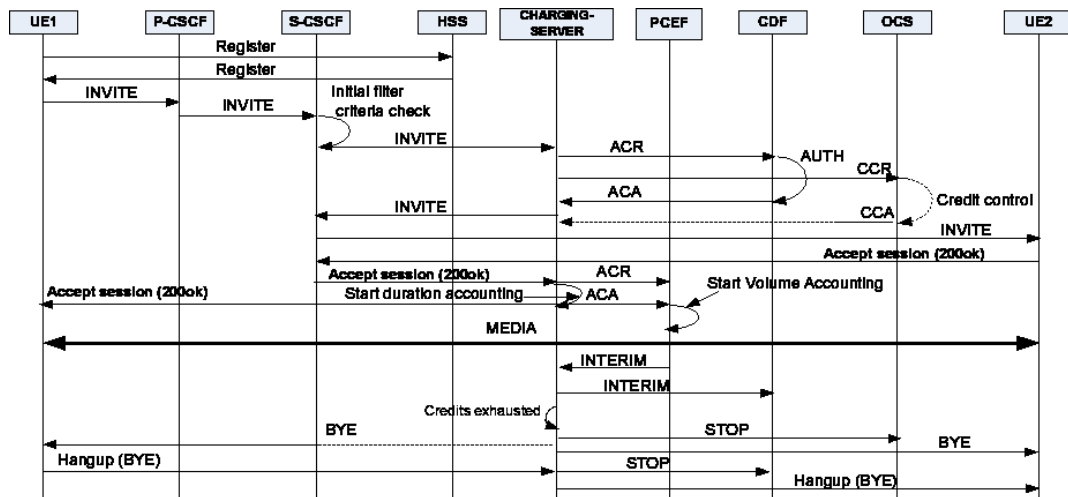 UE1
P-CSCF
S-CSCF
HSS
CHARGING-
SERVER
PCEF
CDF
OCS
UE2
Register
Register
INVITE
INVITE
Initial filter
criteria check
INVITE
ACR
AUTH
CCR
ACA
Credit control
INVITE
CCA
INVITE
Accept session (200ok)
Accept session (200ok)
ACR
Start Volume Accounting
Accept session (200ok)
Start duration accounting
ACA
MEDIA
INTERIM
INTERIM
Credits exhausted
BYE
STOP
BYE
Hangup (BYE)
STOP
Hangup (BYE)